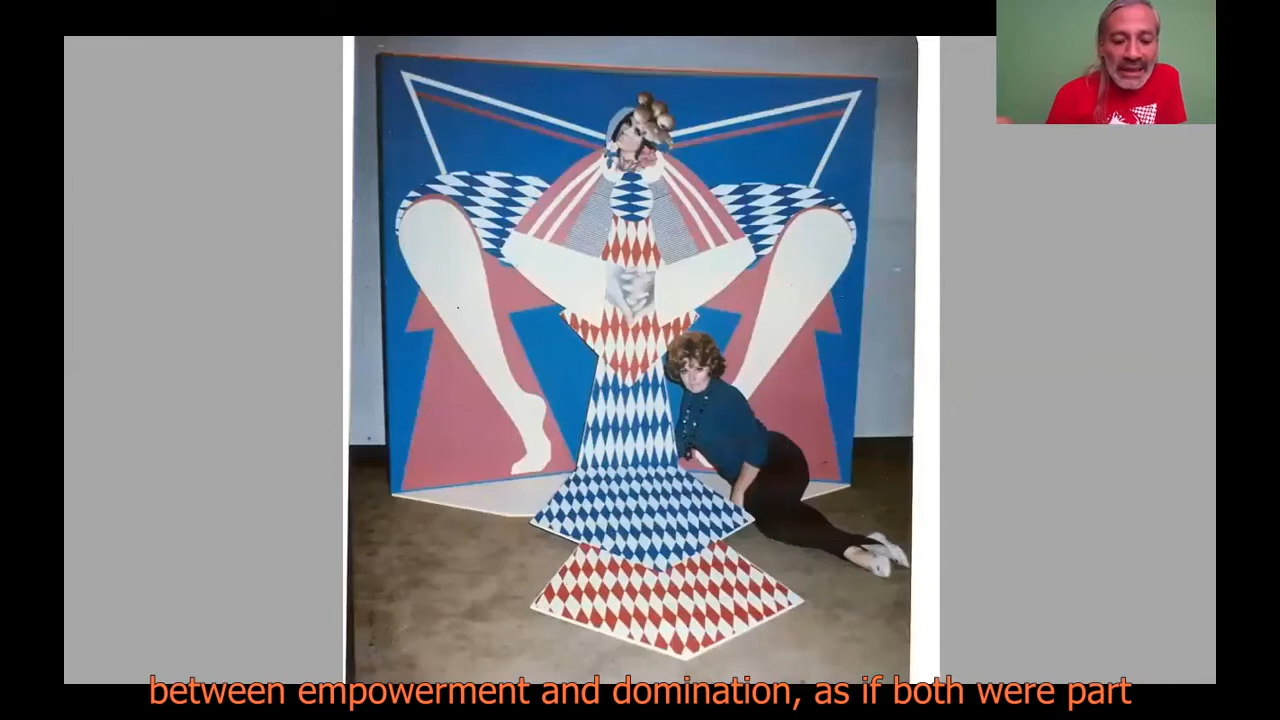 between empowerment and domination, as if both were part